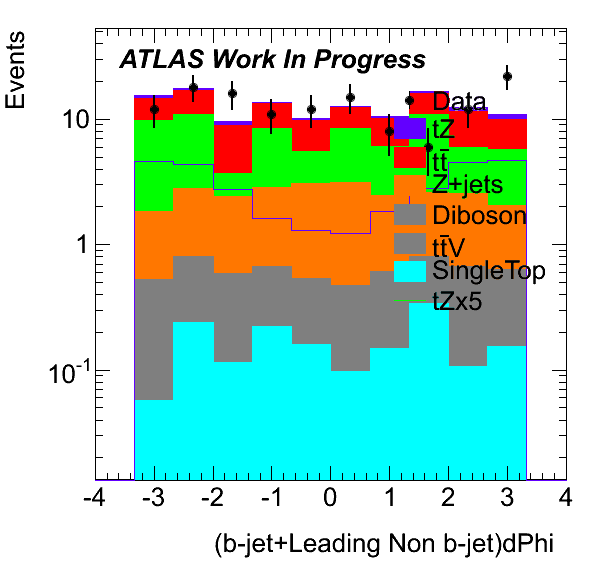 Events
ATLAS Work In Progress
10
1
10⁻¹
Data
tZ
tt̄
Z+jets
Diboson
tt̄V
SingleTop
tZx5
-4 -3 -2 -1 0 1 2 3 4
(b-jet+Leading Non b-jet)dPhi